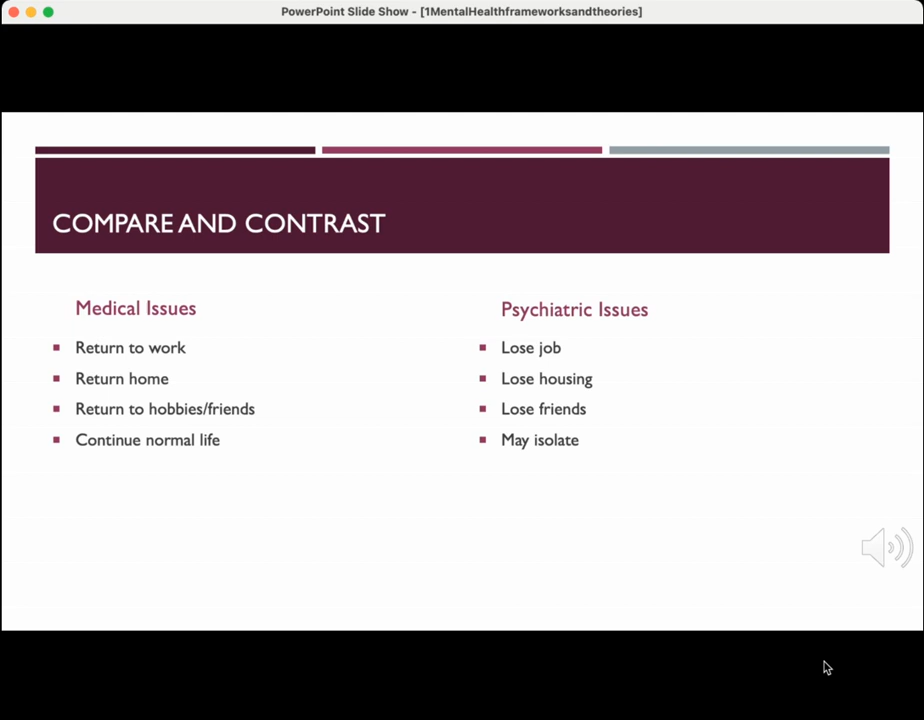 PowerPoint Slide Show - [1MentalHealthframeworksandtheories]
COMPARE AND CONTRAST
Medical Issues
Return to work
Return home
Return to hobbies/friends
Continue normal life
Psychiatric Issues
Lose job
Lose housing
Lose friends
May isolate